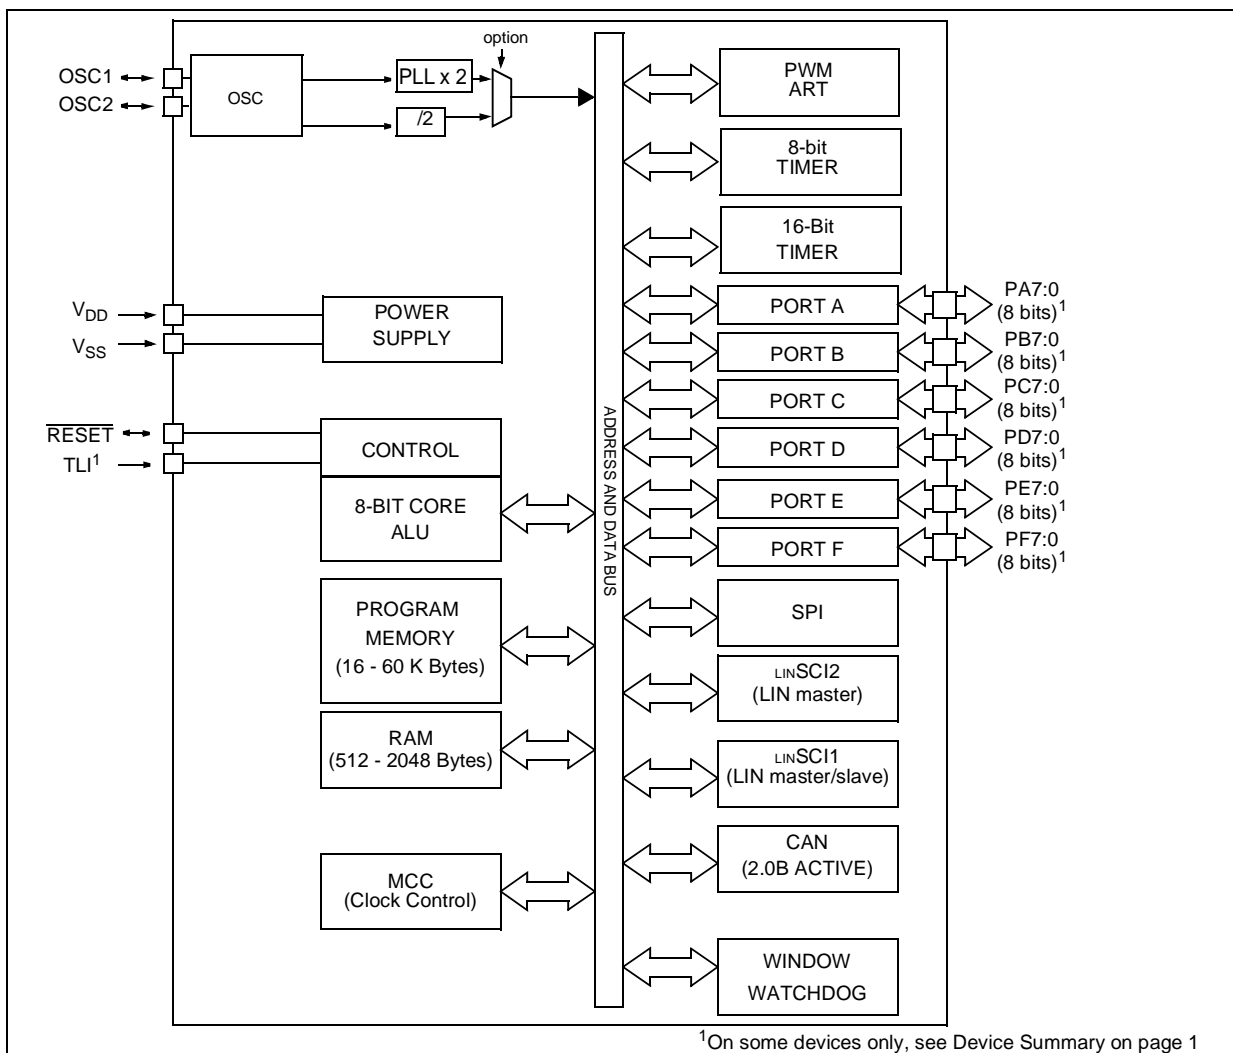 option
OSC1
OSC2
OSC
PLL x 2
/2
VDD
VSS
POWER
SUPPLY
RESET
TLI¹
CONTROL
8-BIT CORE
ALU
PROGRAM
MEMORY
(16 - 60 K Bytes)
RAM
(512 - 2048 Bytes)
MCC
(Clock Control)
ADDRESS AND DATA BUS
PWM
ART
8-bit
TIMER
16-Bit
TIMER
PORT A
PA7:0
(8 bits)¹
PORT B
PB7:0
(8 bits)¹
PORT C
PC7:0
(8 bits)¹
PORT D
PD7:0
(8 bits)¹
PORT E
PE7:0
(8 bits)¹
PORT F
PF7:0
(8 bits)¹
SPI
LINSCI2
(LIN master)
LINSCI1
(LIN master/slave)
CAN
(2.0B ACTIVE)
WINDOW
WATCHDOG
¹On some devices only, see Device Summary on page 1